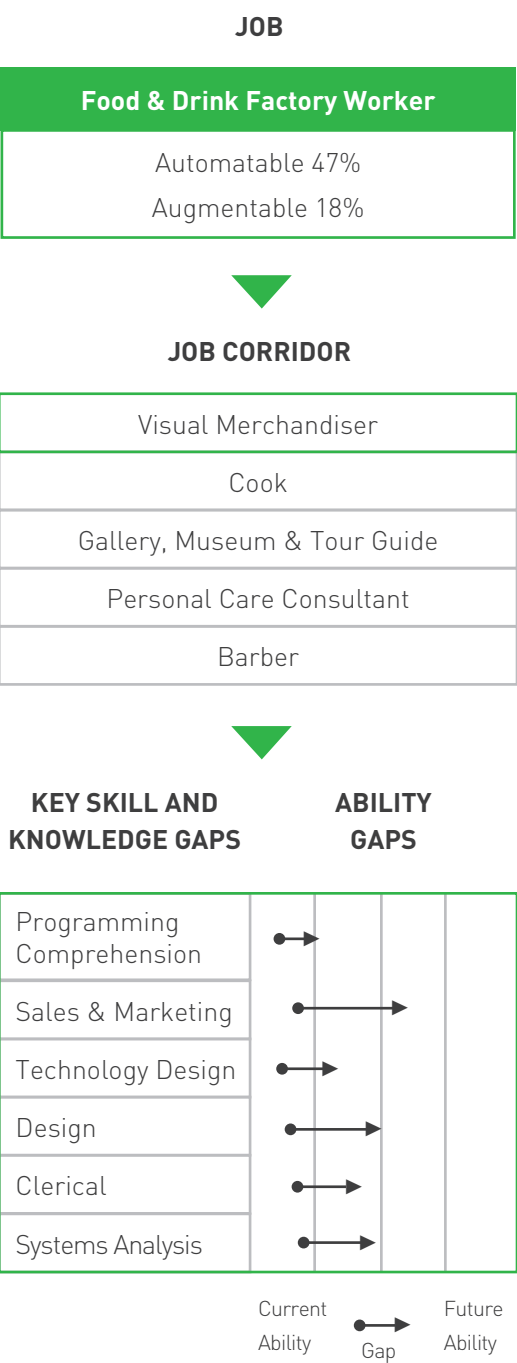 JOB
Food & Drink Factory Worker
Automatable 47%
Augmentable 18%
JOB CORRIDOR
Visual Merchandiser
Cook
Gallery, Museum & Tour Guide
Personal Care Consultant
Barber
KEY SKILL AND
KNOWLEDGE GAPS
ABILITY
GAPS
Programming
Comprehension
Sales & Marketing
Technology Design
Design
Clerical
Systems Analysis
Current
Ability
Gap
Future
Ability